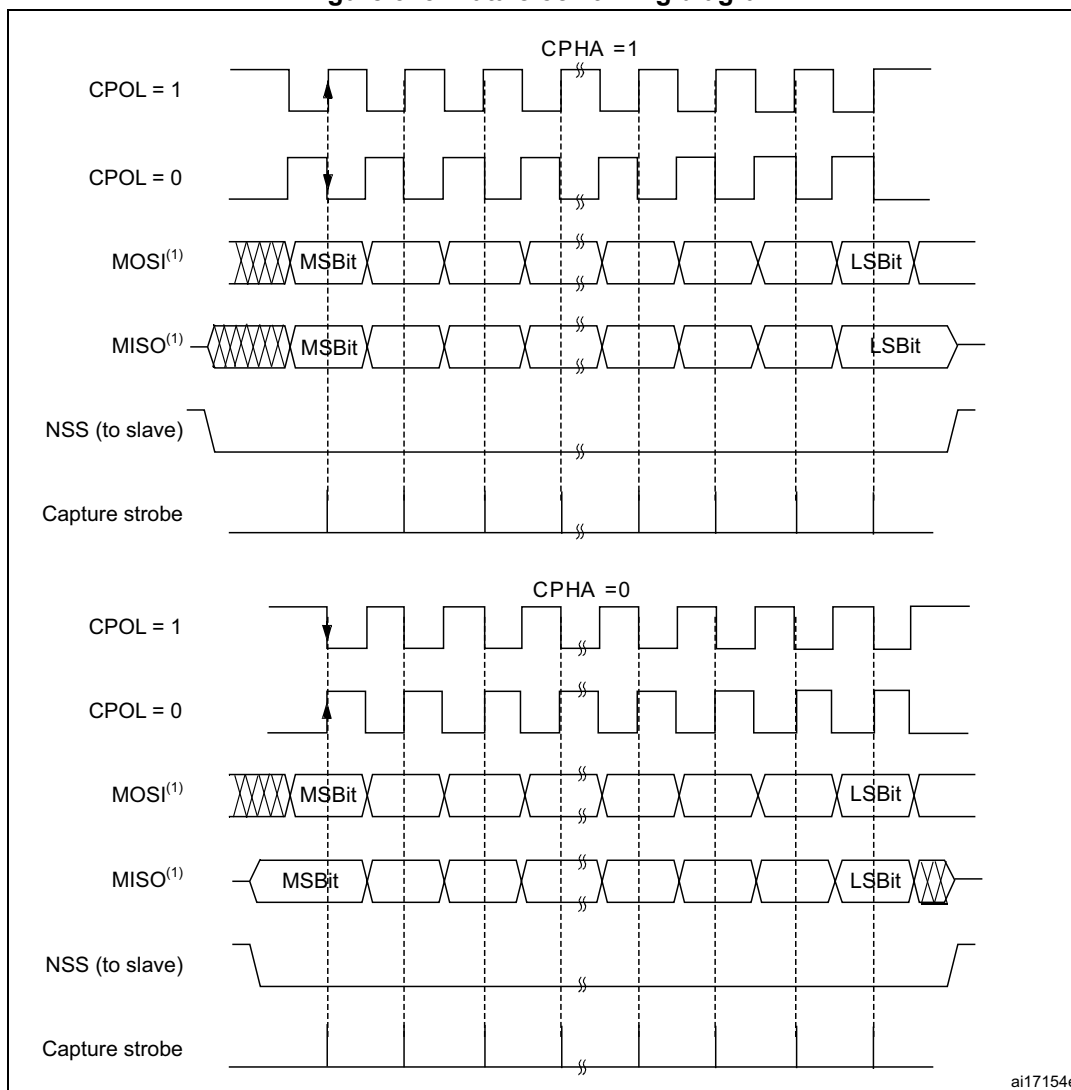 CPHA =1
CPOL = 1
CPOL = 0
MOSI(1) MSBit LSBit
MISO(1) MSBit LSBit
NSS (to slave)
Capture strobe
CPHA =0
CPOL = 1
CPOL = 0
MOSI(1) MSBit LSBit
MISO(1) MSBit LSBit
NSS (to slave)
Capture strobe